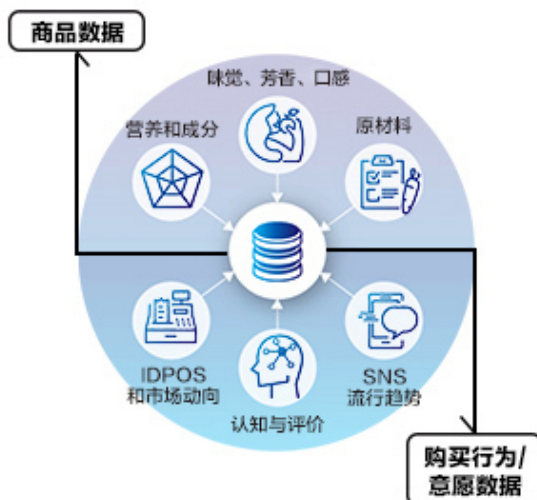 商品数据
味觉、芳香、口感
营养和成分
原材料
IDPOS
和市场动向
SNS
流行趋势
认知与评价
购买行为/
意愿数据